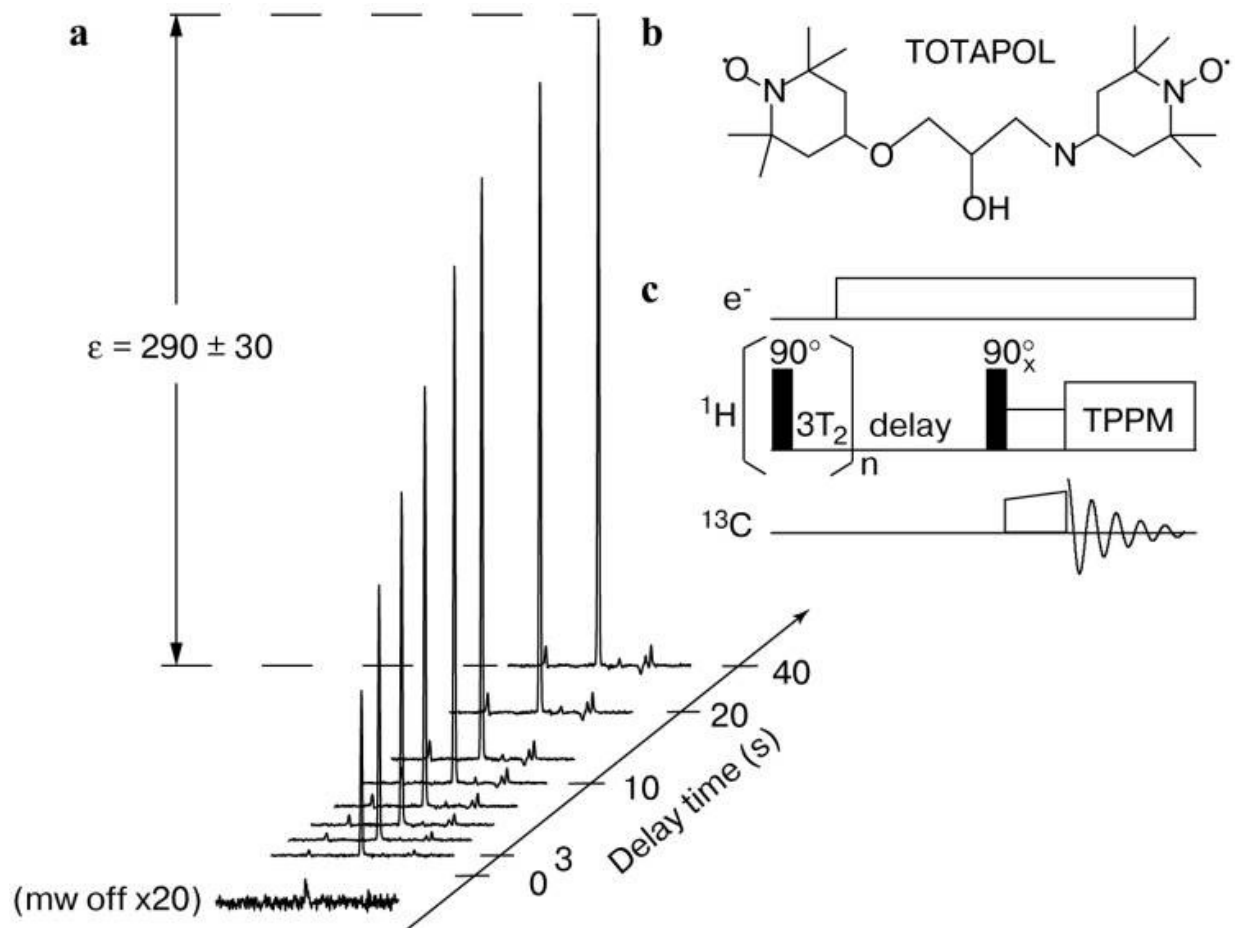 a
ε = 290 ± 30
(mw off x20)
0
3
10
20
40
Delay time (s)
b
TOTAPOL
·O
N
O
OH
N
N
O·
c
e⁻
¹H
90°
3T₂
n
delay
90°ₓ
TPPM
¹³C